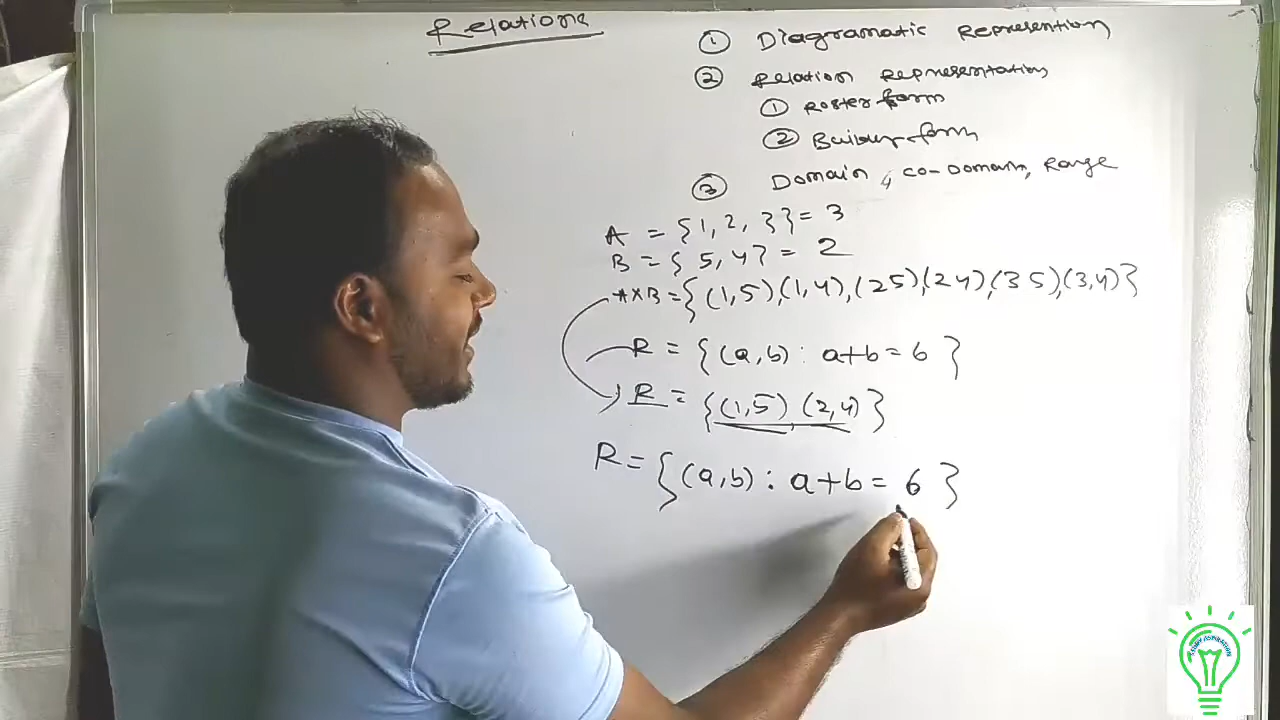 Relations
① Diagramatic Represention
② Relation Representation
① Roster form
② Builder form
③ Domain, co-Domain, Range
A = {1, 2, 3} = 3
B = {5, 4} = 2
A×B = {(1,5),(1,4),(2 5),(2 4),(3 5),(3,4)}
R = {(a,b) : a+b = 6 }
R = {(1,5), (2,4)}
R = {(a,b) : a+b = 6 }